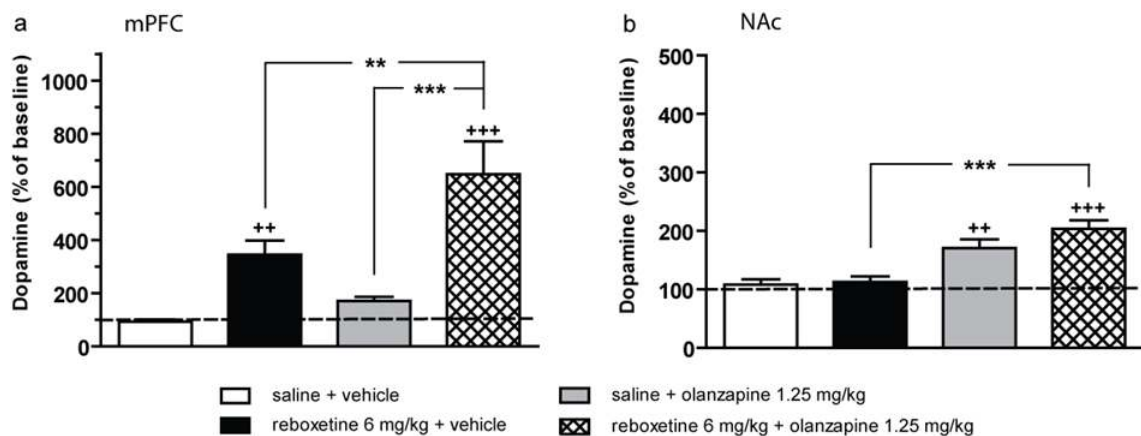 a mPFC
Dopamine (% of baseline)
1000
800
600
400
200
0
**
***
++
+++
b NAc
Dopamine (% of baseline)
500
400
300
200
100
0
***
++
+++
saline + vehicle
reboxetine 6 mg/kg + vehicle
saline + olanzapine 1.25 mg/kg
reboxetine 6 mg/kg + olanzapine 1.25 mg/kg